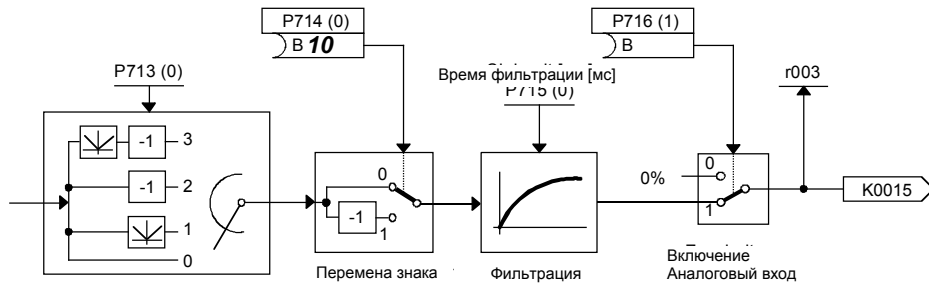 P714 (0)
B 10
P716 (1)
B
P713 (0)
Время фильтрации [мс]
P715 (0)
r003
-1
3
-1
2
1
0
0
-1
1
0%
0
1
K0015
Перемена знака
Фильтрация
Включение
Аналоговый вход